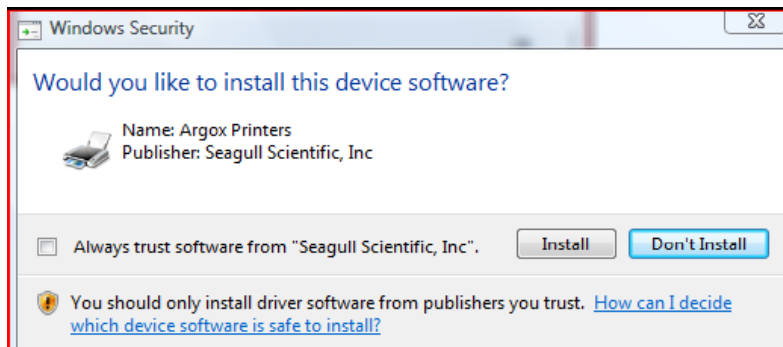 Windows Security
Would you like to install this device software?
Name: Argox Printers
Publisher: Seagull Scientific, Inc
Always trust software from "Seagull Scientific, Inc".
Install
Don't Install
You should only install driver software from publishers you trust. How can I decide
which device software is safe to install?